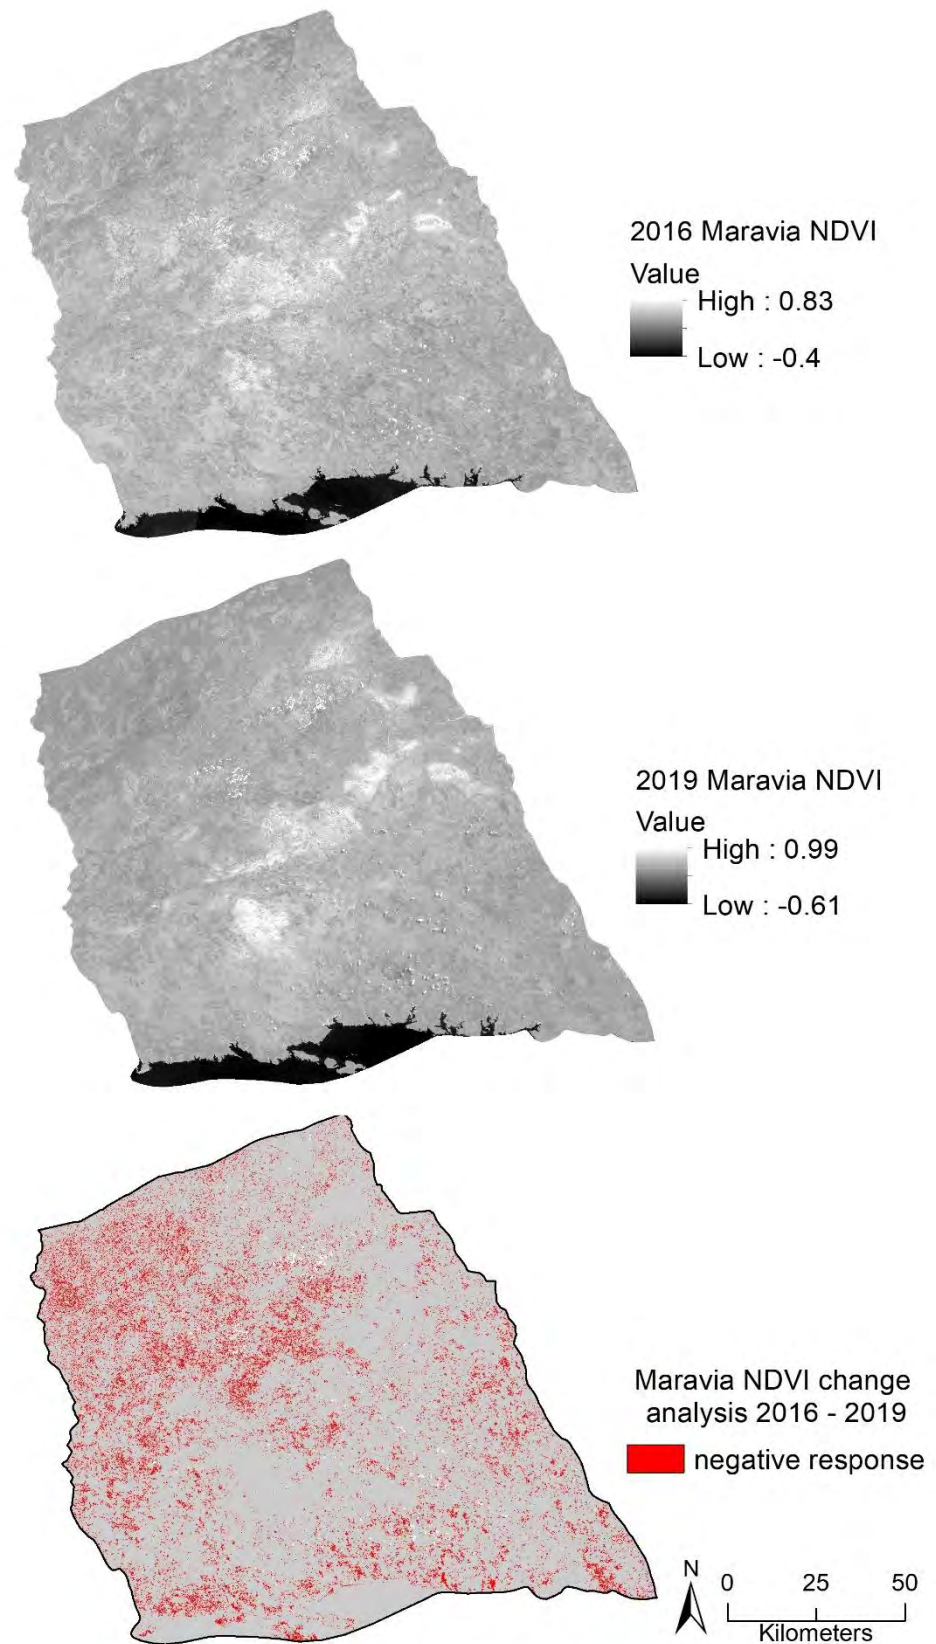 2016 Maravia NDVI
Value
High : 0.83
Low : -0.4
2019 Maravia NDVI
Value
High : 0.99
Low : -0.61
Maravia NDVI change
analysis 2016 - 2019
negative response
N
0 25 50
Kilometers